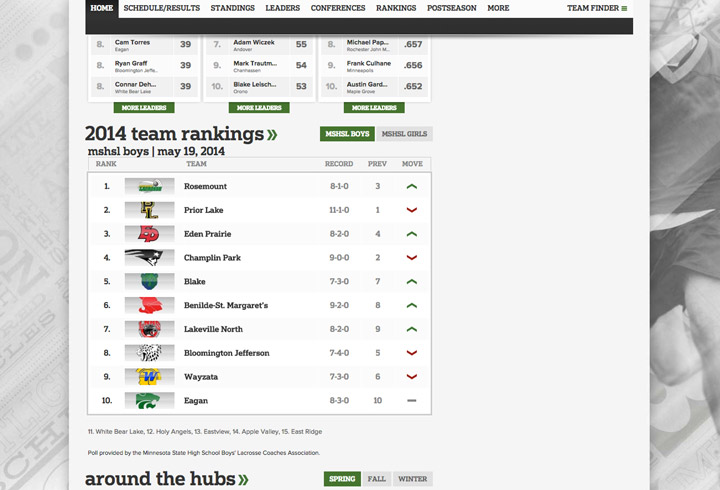 HOME SCHEDULE/RESULTS STANDINGS LEADERS CONFERENCES RANKINGS POSTSEASON MORE TEAM FINDER
8. Cam Torres 39 7. Adam Wiczek 55 8. Michael Pap... .657
Eagan Andover Rochester John M...
8. Ryan Graff 39 9. Mark Trautm... 54 9. Frank Culhane .656
Bloomington Jeffe... Chanhassen Minneapolis
8. Connar Deh... 39 10. Blake Leisch... 53 10. Austin Gard... .652
White Bear Lake Orono Maple Grove
MORE LEADERS MORE LEADERS MORE LEADERS
2014 team rankings» MSHSL BOYS MSHSL GIRLS
mshsl boys | may 19, 2014
RANK TEAM RECORD PREV MOVE
1. Rosemount 8-1-0 3
2. Prior Lake 11-1-0 1
3. Eden Prairie 8-2-0 4
4. Champlin Park 9-0-0 2
5. Blake 7-3-0 7
6. Benilde-St. Margaret's 9-2-0 8
7. Lakeville North 8-2-0 9
8. Bloomington Jefferson 7-4-0 5
9. Wayzata 7-3-0 6
10. Eagan 8-3-0 10
11. White Bear Lake, 12. Holy Angels, 13. Eastview, 14. Apple Valley, 15. East Ridge
Poll provided by the Minnesota State High School Boys' Lacrosse Coaches Association.
around the hubs» SPRING FALL WINTER